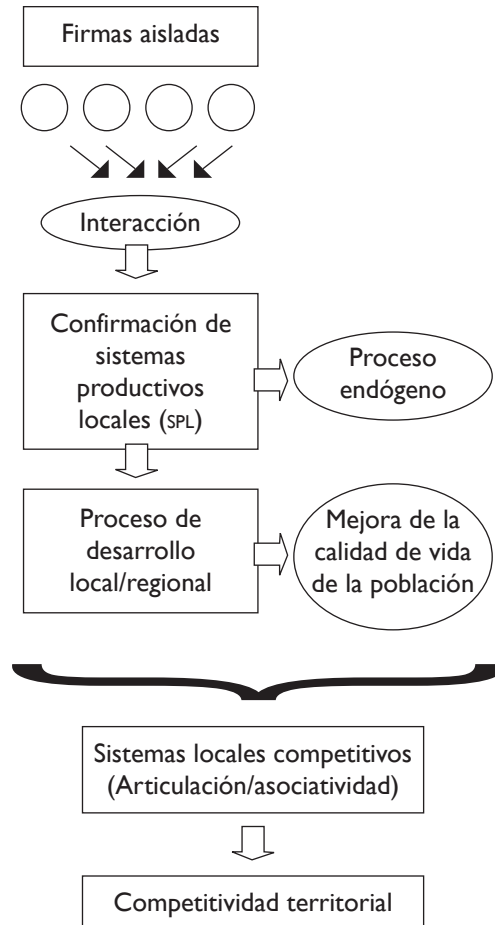 Firmas aisladas
Interacción
Confirmación de
sistemas
productivos
locales (SPL)
Proceso
endógeno
Proceso de
desarrollo
local/regional
Mejora de la
calidad de vida
de la población
Sistemas locales competitivos
(Articulación/asociatividad)
Competitividad territorial